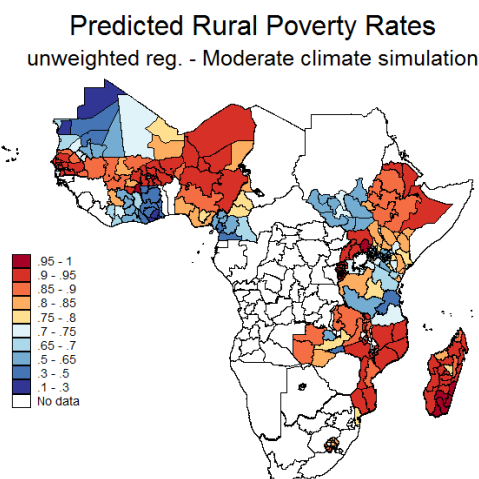 Predicted Rural Poverty Rates
unweighted reg. - Moderate climate simulation
.95 - 1
.9 - .95
.85 - .9
.8 - .85
.75 - .8
.7 - .75
.65 - .7
.5 - .65
.3 - .5
.1 - .3
No data